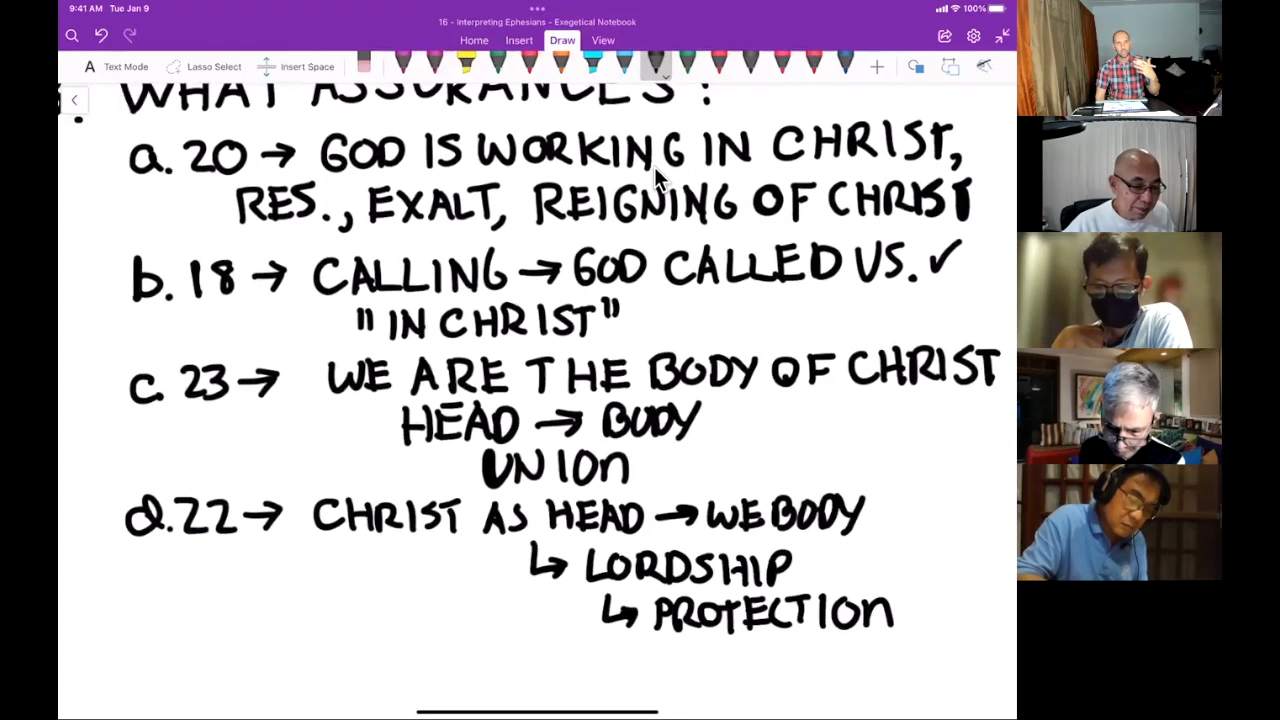 9:41 AM Tue Jan 9
100%
16 - Interpreting Ephesians - Exegetical Notebook
Home Insert Draw View
A Text Mode Lasso Select Insert Space
WHAT ASSURANCES?
a. 20 → GOD IS WORKING IN CHRIST,
RES., EXALT, REIGNING OF CHRIST
b. 18 → CALLING → GOD CALLED US. ✓
"IN CHRIST"
c. 23 → WE ARE THE BODY OF CHRIST
HEAD → BODY
UNION
d. 22 → CHRIST AS HEAD → WE BODY
↳ LORDSHIP
↳ PROTECTION